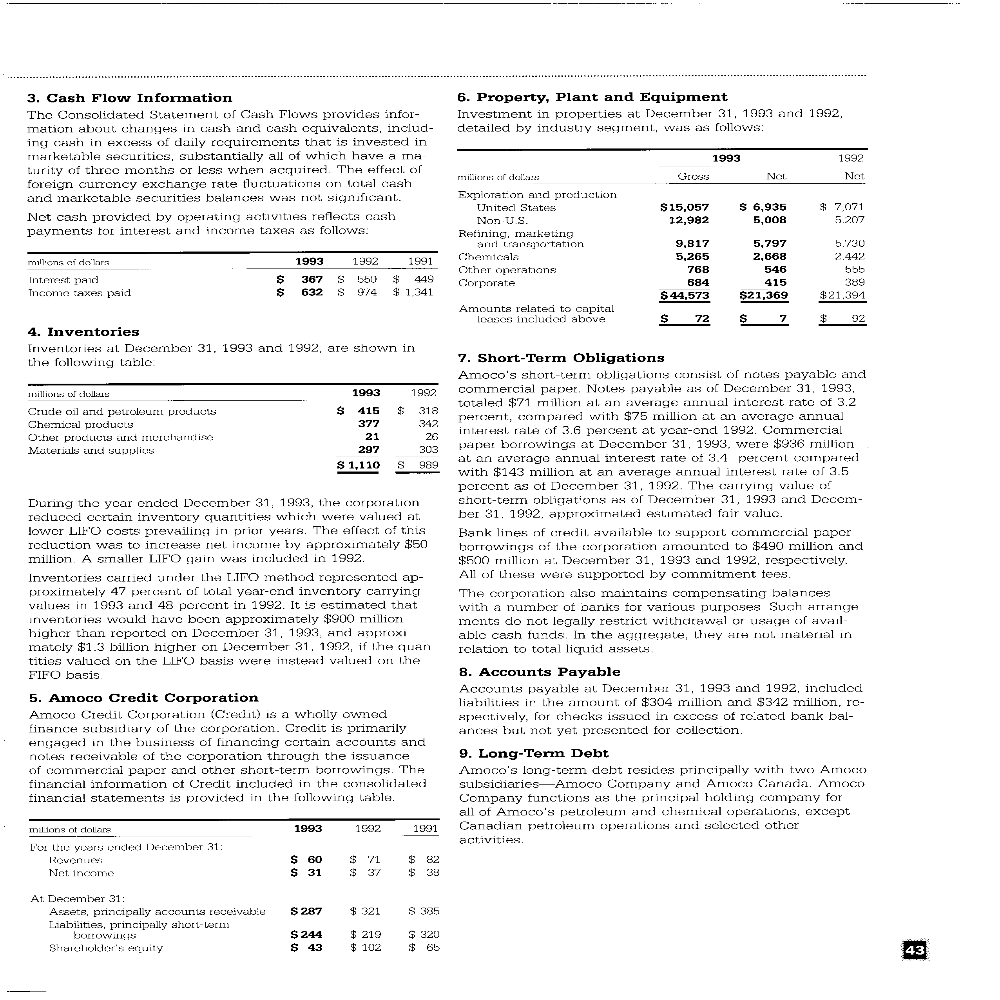 3. Cash Flow Information
The Consolidated Statement of Cash Flows provides infor-
mation about changes in cash and cash equivalents, includ-
ing cash in excess of daily requirements that is invested in
marketable securities, substantially all of which have a ma
turity of three months or less when acquired. The effect of
foreign currency exchange rate fluctuations on total cash
and marketable securities balances was not significant.
Net cash provided by operating activities reflects cash
payments for interest and income taxes as follows:
millions of dollars 1993 1992 1991
Interest paid $ 367 $ 550 $ 449
Income taxes paid $ 632 $ 974 $ 1,341
4. Inventories
Inventories at December 31, 1993 and 1992, are shown in
the following table:
millions of dollars 1993 1992
Crude oil and petroleum products $ 415 $ 318
Chemical products 377 342
Other products and merchandise 21 26
Materials and supplies 297 303
$ 1,110 $ 989
During the year ended December 31, 1993, the corporation
reduced certain inventory quantities which were valued at
lower LIFO costs prevailing in prior years. The effect of this
reduction was to increase net income by approximately $50
million. A smaller LIFO gain was included in 1992.
Inventories carried under the LIFO method represented ap-
proximately 47 percent of total year-end inventory carrying
values in 1993 and 48 percent in 1992. It is estimated that
inventories would have been approximately $900 million
higher than reported on December 31, 1993, and approxi
mately $1.3 billion higher on December 31, 1992, if the quan
tities valued on the LIFO basis were instead valued on the
FIFO basis.
5. Amoco Credit Corporation
Amoco Credit Corporation (Credit) is a wholly owned
finance subsidiary of the corporation. Credit is primarily
engaged in the business of financing certain accounts and
notes receivable of the corporation through the issuance
of commercial paper and other short-term borrowings. The
financial information of Credit included in the consolidated
financial statements is provided in the following table.
millions of dollars 1993 1992 1991
For the years ended December 31:
Revenues $ 60 $ 71 $ 82
Net income $ 31 $ 37 $ 38
At December 31:
Assets, principally accounts receivable $ 287 $ 321 $ 385
Liabilities, principally short-term
borrowings $ 244 $ 219 $ 320
Shareholder's equity $ 43 $ 102 $ 65
6. Property, Plant and Equipment
Investment in properties at December 31, 1993 and 1992,
detailed by industry segment, was as follows:
1993 1992
millions of dollars Gross Net Net
Exploration and production
United States $15,057 $ 6,935 $ 7,071
Non U.S. 12,982 5,008 5,207
Refining, marketing
and transportation 9,817 5,797 5,730
Chemicals 5,265 2,668 2,442
Other operations 768 546 555
Corporate 684 415 389
$44,573 $21,369 $21,394
Amounts related to capital
leases included above $ 72 $ 7 $ 92
7. Short-Term Obligations
Amoco's short-term obligations consist of notes payable and
commercial paper. Notes payable as of December 31, 1993,
totaled $71 million at an average annual interest rate of 3.2
percent, compared with $75 million at an average annual
interest rate of 3.6 percent at year-end 1992. Commercial
paper borrowings at December 31, 1993, were $936 million
at an average annual interest rate of 3.4 percent compared
with $143 million at an average annual interest rate of 3.5
percent as of December 31, 1992. The carrying value of
short-term obligations as of December 31, 1993 and Decem-
ber 31, 1992, approximated estimated fair value.
Bank lines of credit available to support commercial paper
borrowings of the corporation amounted to $490 million and
$500 million at December 31, 1993 and 1992, respectively.
All of these were supported by commitment fees.
The corporation also maintains compensating balances
with a number of banks for various purposes. Such arrange
ments do not legally restrict withdrawal or usage of avail-
able cash funds. In the aggregate, they are not material in
relation to total liquid assets.
8. Accounts Payable
Accounts payable at December 31, 1993 and 1992, included
liabilities in the amount of $304 million and $342 million, re-
spectively, for checks issued in excess of related bank bal-
ances but not yet presented for collection.
9. Long-Term Debt
Amoco's long-term debt resides principally with two Amoco
subsidiaries—Amoco Company and Amoco Canada. Amoco
Company functions as the principal holding company for
all of Amoco's petroleum and chemical operations, except
Canadian petroleum operations and selected other
activities.
43